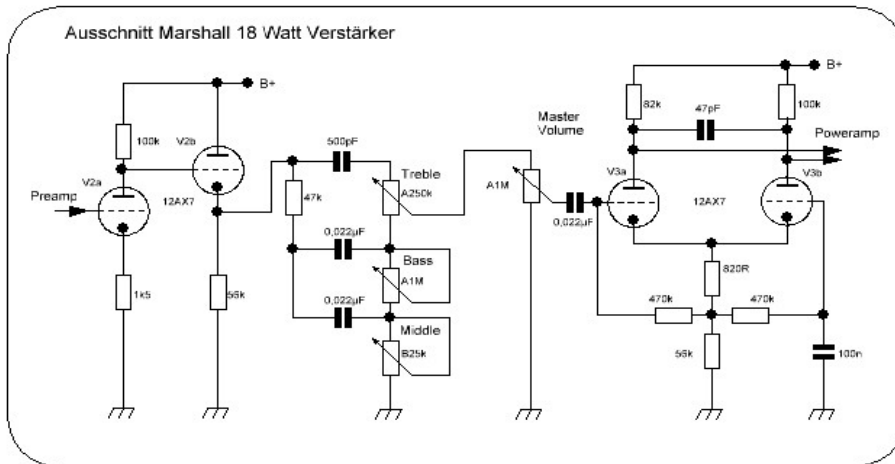 Ausschnitt Marshall 18 Watt Verstärker
B+
100k
V2b
V2a
Preamp
12AX7
1k5
56k
500pF
Treble
A250k
47k
0,022µF
Bass
A1M
0,022µF
Middle
B25k
Master
Volume
A1M
0,022µF
B+
82k
47pF
100k
Poweramp
V3a
V3b
12AX7
820R
470k
470k
56k
100n